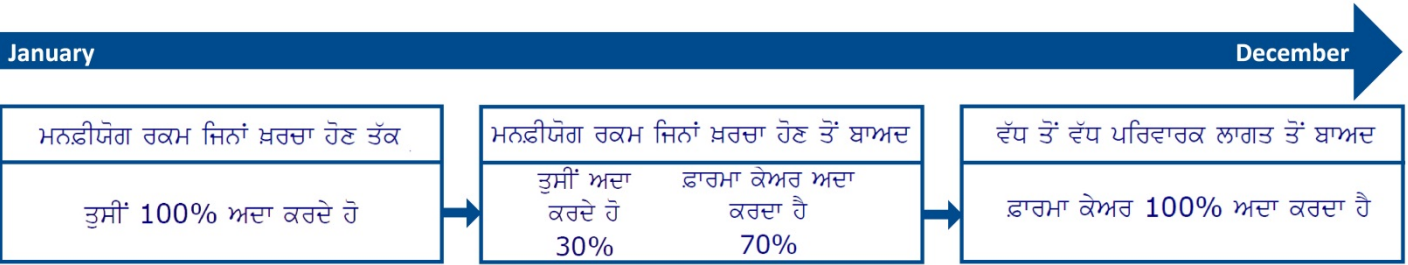 January
December
ਮਨਫ਼ੀਯੋਗ ਰਕਮ ਜਿਨਾਂ ਖ਼ਰਚਾ ਹੋਣ ਤੱਕ
ਤੁਸੀਂ 100% ਅਦਾ ਕਰਦੇ ਹੋ
ਮਨਫ਼ੀਯੋਗ ਰਕਮ ਜਿਨਾਂ ਖ਼ਰਚਾ ਹੋਣ ਤੋਂ ਬਾਅਦ
ਤੁਸੀਂ ਅਦਾ
ਕਰਦੇ ਹੋ
30%
ਫ਼ਾਰਮਾ ਕੇਅਰ ਅਦਾ
ਕਰਦਾ ਹੈ
70%
ਵੱਧ ਤੋਂ ਵੱਧ ਪਰਿਵਾਰਕ ਲਾਗਤ ਤੋਂ ਬਾਅਦ
ਫ਼ਾਰਮਾ ਕੇਅਰ 100% ਅਦਾ ਕਰਦਾ ਹੈ